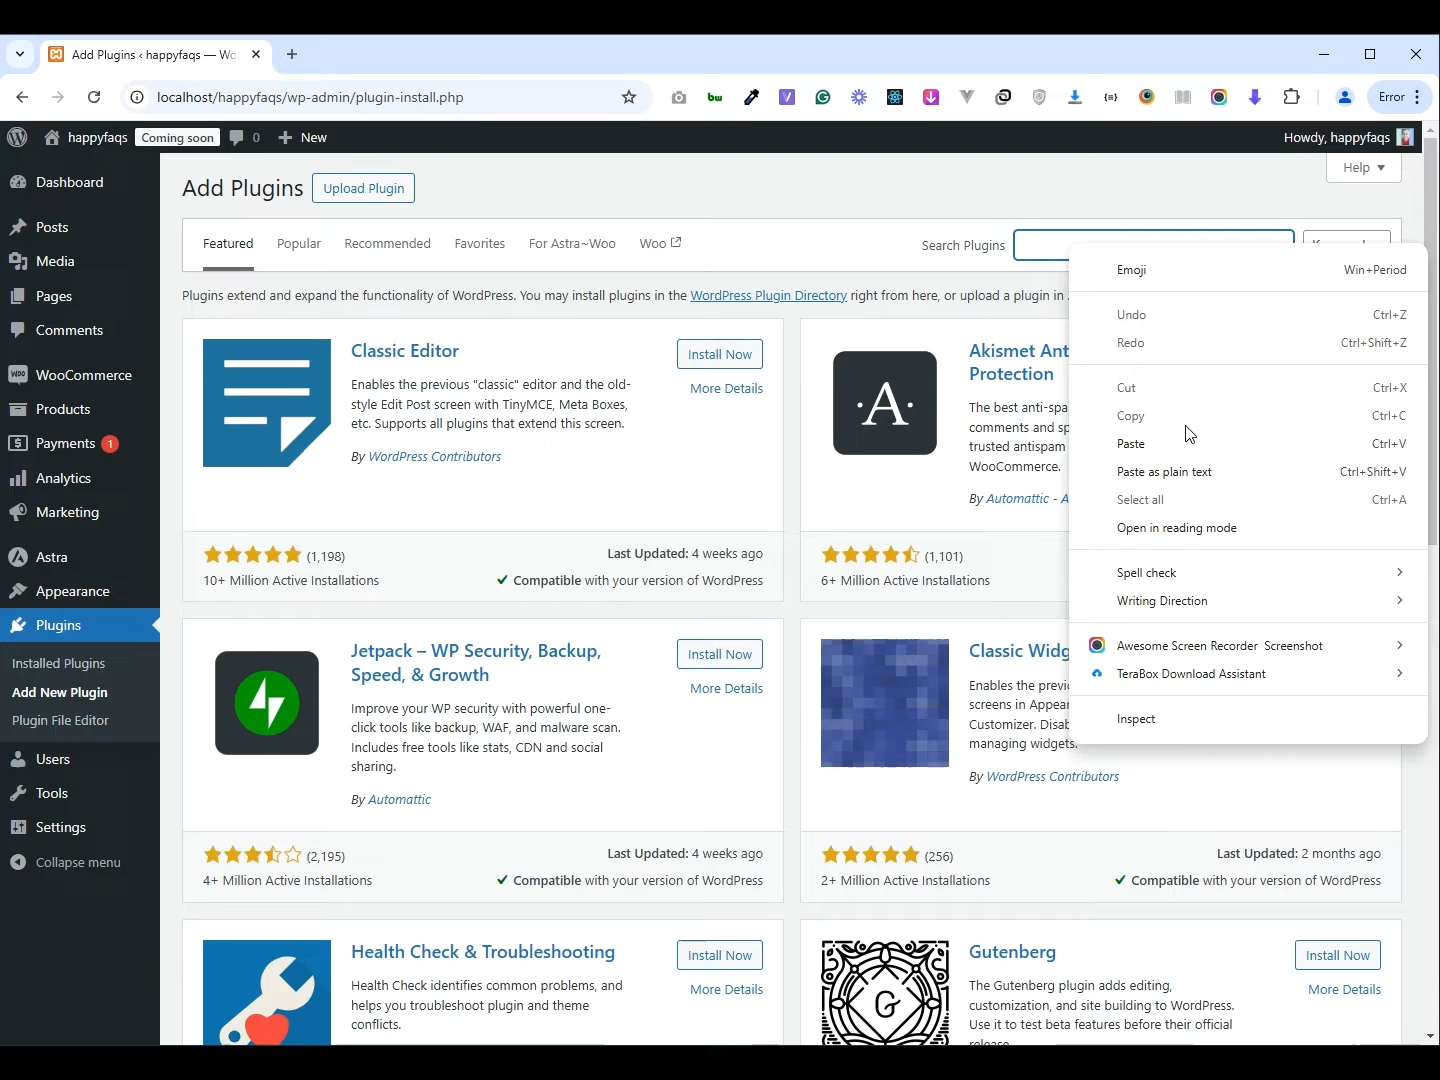 Add Plugins ‹ happyfaqs — Wo
localhost/happyfaqs/wp-admin/plugin-install.php
bw
Error
happyfaqs
Coming soon
0
New
Howdy, happyfaqs
Dashboard
Posts
Media
Pages
Comments
WooCommerce
Products
Payments 1
Analytics
Marketing
Astra
Appearance
Plugins
Installed Plugins
Add New Plugin
Plugin File Editor
Users
Tools
Settings
Collapse menu
Help
Add Plugins
Upload Plugin
Featured Popular Recommended Favorites For Astra~Woo Woo
Search Plugins
Plugins extend and expand the functionality of WordPress. You may install plugins in the WordPress Plugin Directory right from here, or upload a plugin in
Classic Editor
Install Now
More Details
Enables the previous "classic" editor and the old-
style Edit Post screen with TinyMCE, Meta Boxes,
etc. Supports all plugins that extend this screen.
By WordPress Contributors
(1,198)
10+ Million Active Installations
Last Updated: 4 weeks ago
Compatible with your version of WordPress
·A·
Akismet Ant
Protection
The best anti-spa
comments and sp
trusted antispam
WooCommerce.
By Automattic - A
(1,101)
6+ Million Active Installations
Jetpack – WP Security, Backup,
Speed, & Growth
Install Now
More Details
Improve your WP security with powerful one-
click tools like backup, WAF, and malware scan.
Includes free tools like stats, CDN and social
sharing.
By Automattic
(2,195)
4+ Million Active Installations
Last Updated: 4 weeks ago
Compatible with your version of WordPress
Classic Widg
Enables the previ
screens in Appear
Customizer. Disab
managing widgets.
By WordPress Contributors
(256)
2+ Million Active Installations
Last Updated: 2 months ago
Compatible with your version of WordPress
Health Check & Troubleshooting
Install Now
More Details
Health Check identifies common problems, and
helps you troubleshoot plugin and theme
conflicts.
G
Gutenberg
Install Now
More Details
The Gutenberg plugin adds editing,
customization, and site building to WordPress.
Use it to test beta features before their official
release.
Emoji Win+Period
Undo Ctrl+Z
Redo Ctrl+Shift+Z
Cut Ctrl+X
Copy Ctrl+C
Paste Ctrl+V
Paste as plain text Ctrl+Shift+V
Select all Ctrl+A
Open in reading mode
Spell check
Writing Direction
Awesome Screen Recorder Screenshot
TeraBox Download Assistant
Inspect